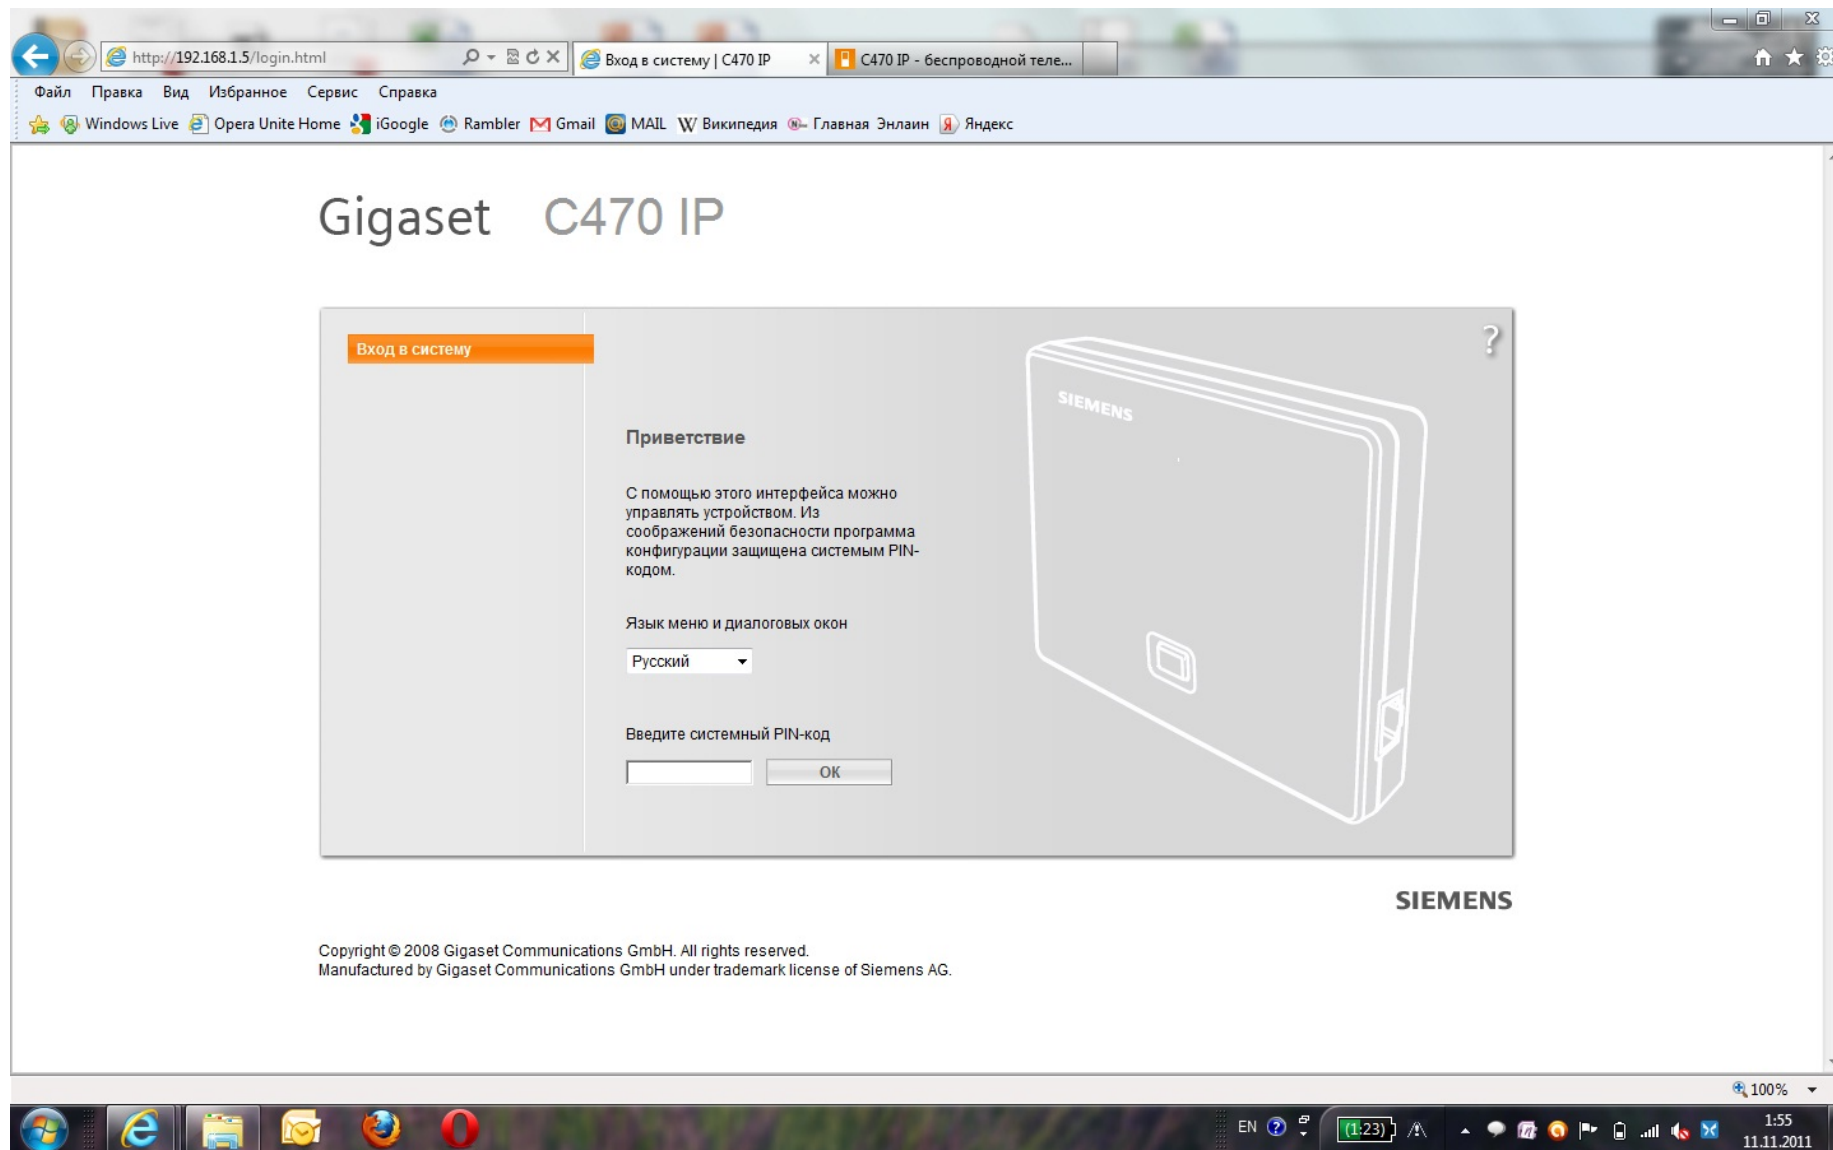 http://192.168.1.5/login.html
Вход в систему | C470 IP
C470 IP - беспроводной теле...
Файл Правка Вид Избранное Сервис Справка
Windows Live Opera Unite Home iGoogle Rambler Gmail MAIL Википедия Главная Энлаин Яндекс
Gigaset C470 IP
Вход в систему
?
SIEMENS
Приветствие
С помощью этого интерфейса можно
управлять устройством. Из
соображений безопасности программа
конфигурации защищена системым PIN-
кодом.
Язык меню и диалоговых окон
Русский
Введите системный PIN-код
ОК
SIEMENS
Copyright © 2008 Gigaset Communications GmbH. All rights reserved.
Manufactured by Gigaset Communications GmbH under trademark license of Siemens AG.
100%
EN (1:23) 1:55
11.11.2011